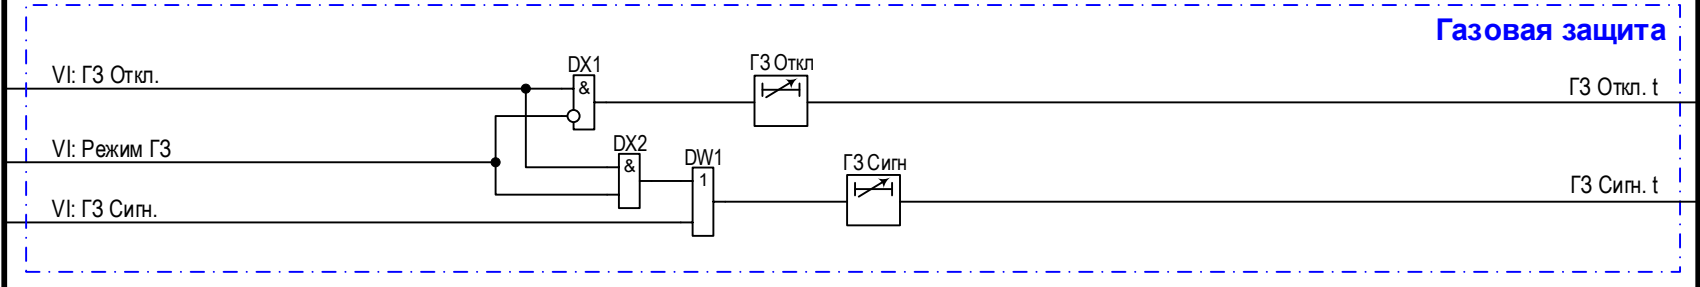 Газовая защита
VI: ГЗ Откл.
DX1
&
ГЗ Откл
ГЗ Откл. t
VI: Режим ГЗ
DX2
&
DW1
1
ГЗ Сигн
ГЗ Сигн. t
VI: ГЗ Сигн.